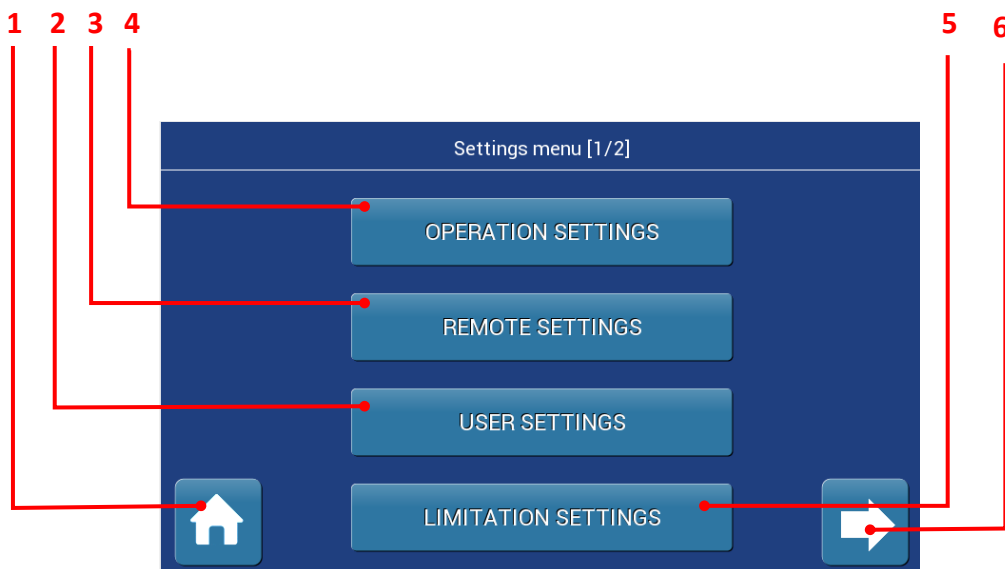 1 2 3 4 5 6
Settings menu [1/2]
OPERATION SETTINGS
REMOTE SETTINGS
USER SETTINGS
LIMITATION SETTINGS